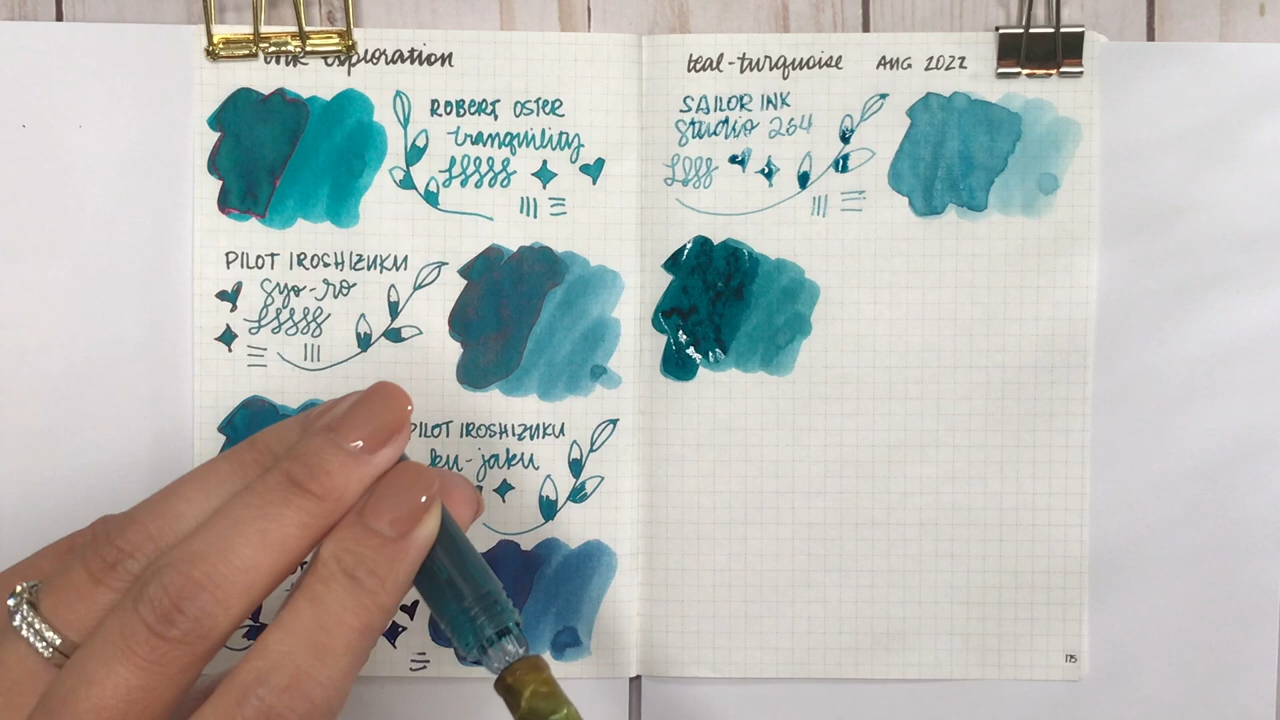 exploration
ROBERT OSTER
tranquility
PILOT IROSHIZUKU
syo-ro
PILOT IROSHIZUKU
ku-jaku
teal-turquoise AUG 2022
SAILOR INK
studio 264
175